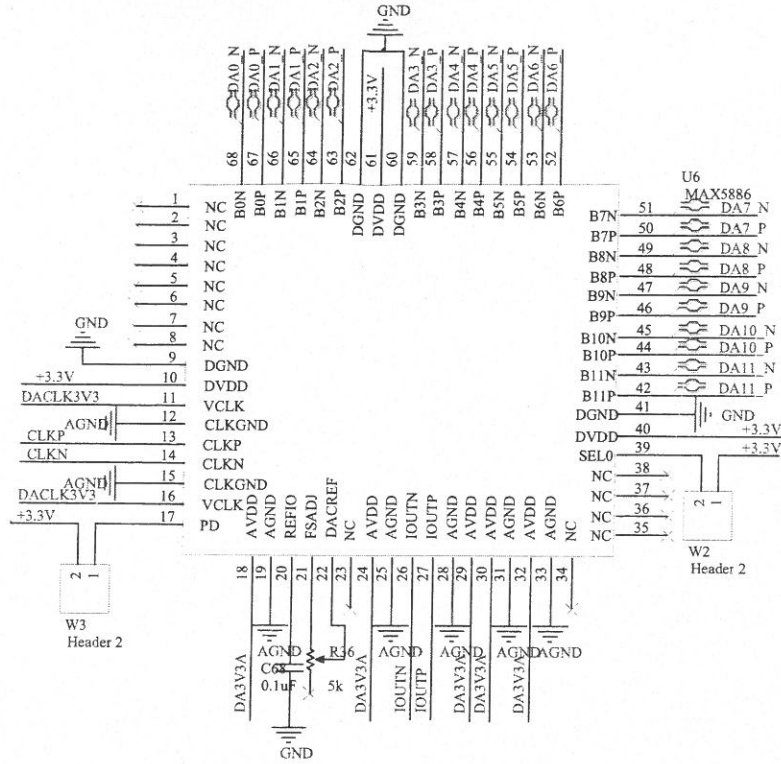 GND
DA0_N
DA0_P
DA1_N
DA1_P
DA2_N
DA2_P
+3.3V
DA3_N
DA3_P
DA4_N
DA4_P
DA5_N
DA5_P
DA6_N
DA6_P
68
67
66
65
64
63
62
61
60
59
58
57
56
55
54
53
52
B0N
B0P
B1N
B1P
B2N
B2P
DGND
DVDD
DGND
B3N
B3P
B4N
B4P
B5N
B5P
B6N
B6P
U6
MAX5886
1 NC
2 NC
3 NC
4 NC
5 NC
6 NC
7 NC
8 NC
GND
9 DGND
+3.3V 10 DVDD
DACLK3V3 11 VCLK
AGND 12 CLKGND
CLKP 13 CLKP
CLKN 14 CLKN
AGND 15 CLKGND
DACLK3V3 16 VCLK
+3.3V 17 PD
B7N 51 DA7_N
B7P 50 DA7_P
B8N 49 DA8_N
B8P 48 DA8_P
B9N 47 DA9_N
B9P 46 DA9_P
B10N 45 DA10_N
B10P 44 DA10_P
B11N 43 DA11_N
B11P 42 DA11_P
DGND 41 GND
DVDD 40 +3.3V
SEL0 39 +3.3V
NC 38
NC 37
NC 36
NC 35
2 1
W2
Header 2
2 1
W3
Header 2
AVDD
AGND
REFIO
FSADJ
DACREF
NC
AVDD
AGND
IOUTN
IOUTP
AGND
AVDD
AVDD
AGND
AVDD
AGND
NC
18
19
20
21
22
23
24
25
26
27
28
29
30
31
32
33
34
DA3V3A
AGND
C68
0.1uF
R36
5k
DA3V3A
AGND
IOUTN
IOUTP
AGND
DA3V3A
DA3V3A
AGND
DA3V3A
AGND
GND